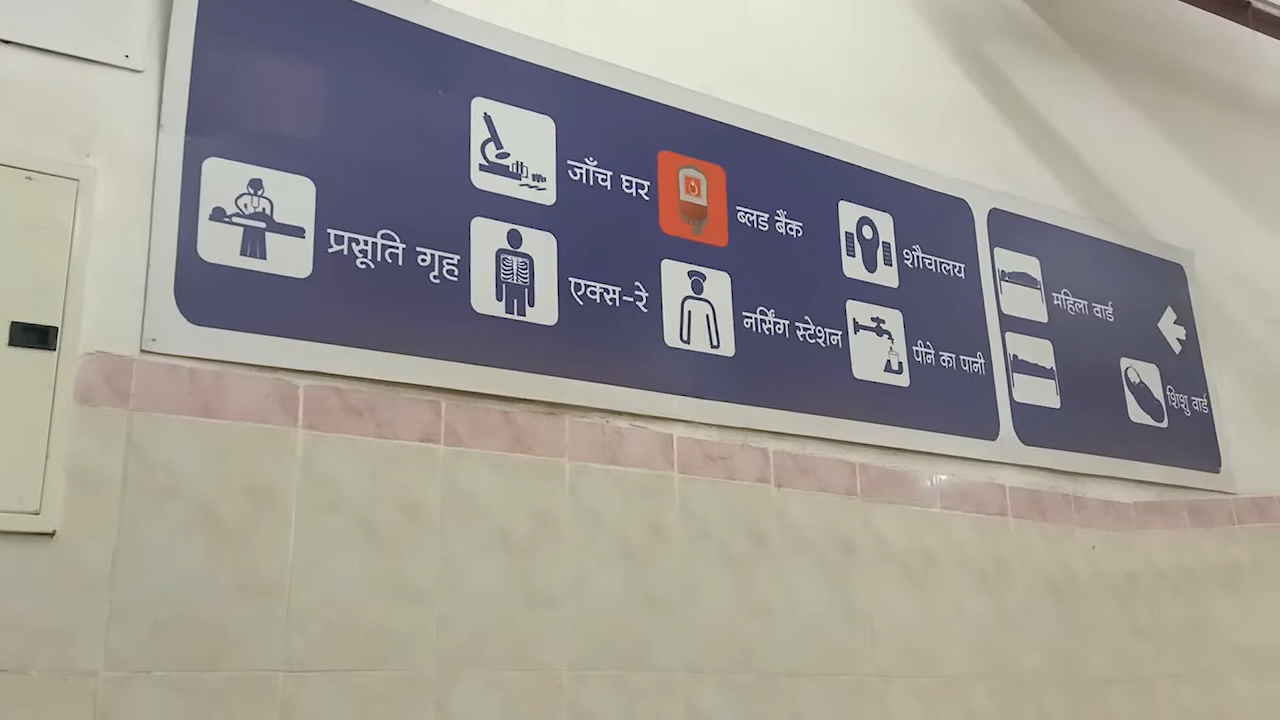 प्रसूति गृह
जाँच घर
एक्स-रे
ब्लड बैंक
नर्सिंग स्टेशन
शौचालय
पीने का पानी
महिला वार्ड
शिशु वार्ड